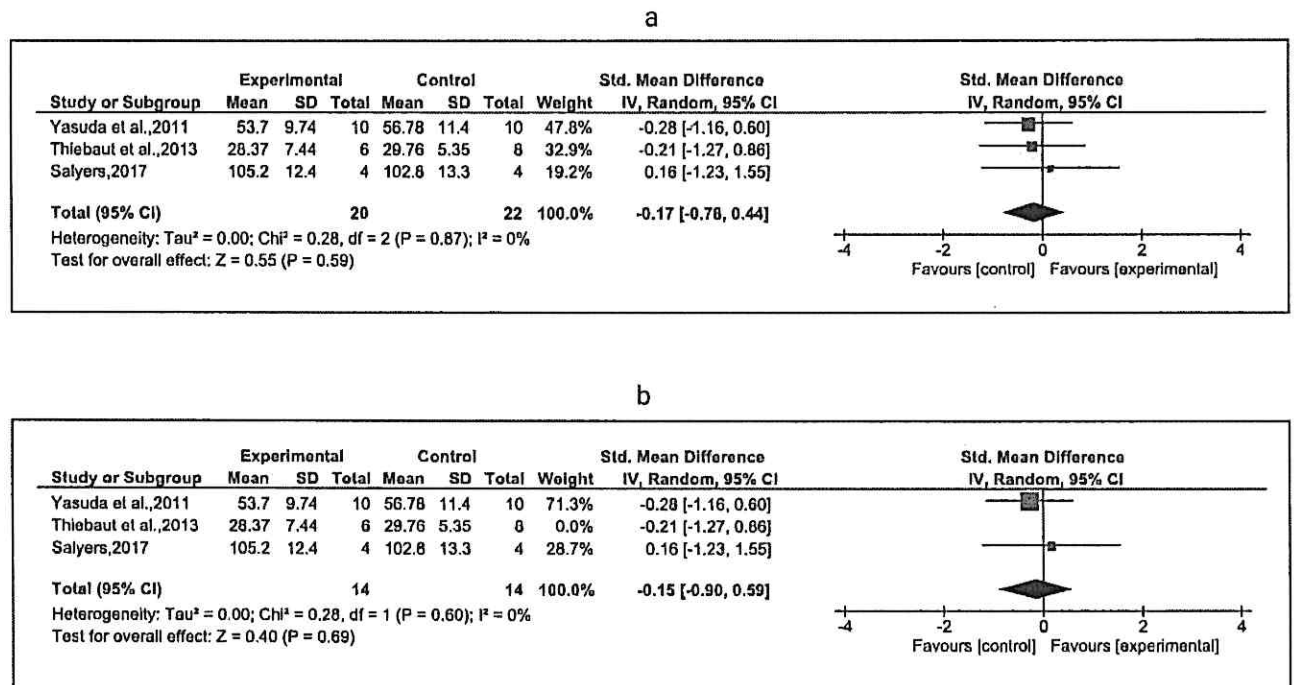 a
Experimental Control Std. Mean Difference Std. Mean Difference
Study or Subgroup Mean SD Total Mean SD Total Weight IV, Random, 95% CI IV, Random, 95% CI
Yasuda et al.,2011 53.7 9.74 10 56.78 11.4 10 47.8% -0.28 [-1.16, 0.60]
Thiebaut et al.,2013 28.37 7.44 6 29.76 5.35 8 32.9% -0.21 [-1.27, 0.86]
Salyers,2017 105.2 12.4 4 102.8 13.3 4 19.2% 0.16 [-1.23, 1.55]
Total (95% CI) 20 22 100.0% -0.17 [-0.78, 0.44]
Heterogeneity: Tau² = 0.00; Chi² = 0.28, df = 2 (P = 0.87); I² = 0%
Test for overall effect: Z = 0.55 (P = 0.59)
-4 -2 0 2 4
Favours [control] Favours [experimental]
b
Experimental Control Std. Mean Difference Std. Mean Difference
Study or Subgroup Mean SD Total Mean SD Total Weight IV, Random, 95% CI IV, Random, 95% CI
Yasuda et al.,2011 53.7 9.74 10 56.78 11.4 10 71.3% -0.28 [-1.16, 0.60]
Thiebaut et al.,2013 28.37 7.44 6 29.76 5.35 8 0.0% -0.21 [-1.27, 0.86]
Salyers,2017 105.2 12.4 4 102.8 13.3 4 28.7% 0.16 [-1.23, 1.55]
Total (95% CI) 14 14 100.0% -0.15 [-0.90, 0.59]
Heterogeneity: Tau² = 0.00; Chi² = 0.28, df = 1 (P = 0.60); I² = 0%
Test for overall effect: Z = 0.40 (P = 0.69)
-4 -2 0 2 4
Favours [control] Favours [experimental]